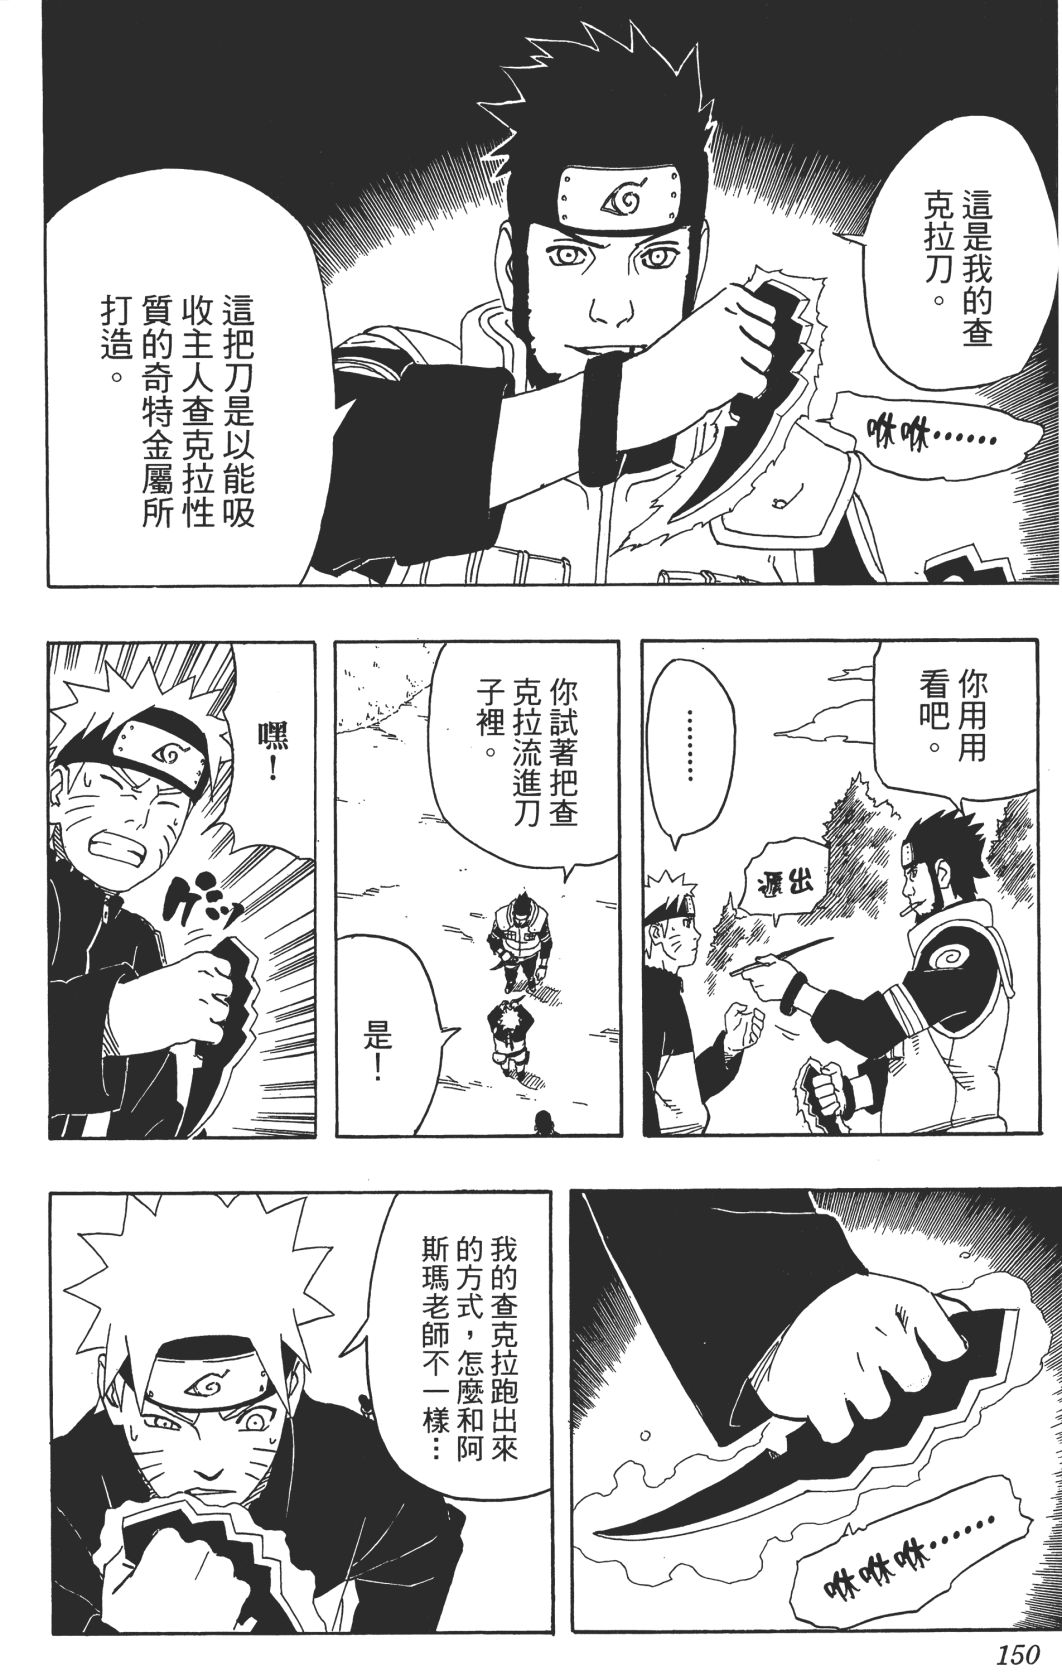 這是我的查
克拉刀。
咻咻⋯⋯
這把刀是以能吸
收主人查克拉性
質的奇特金屬所
打造。
你用用
看吧。
⋯⋯⋯
遞出
你試著把查
克拉流進刀
子裡。
是！
嘿！
グッ
咻咻咻⋯⋯
我的查克拉跑出來
的方式，怎麼和阿
斯瑪老師不一樣⋯
150